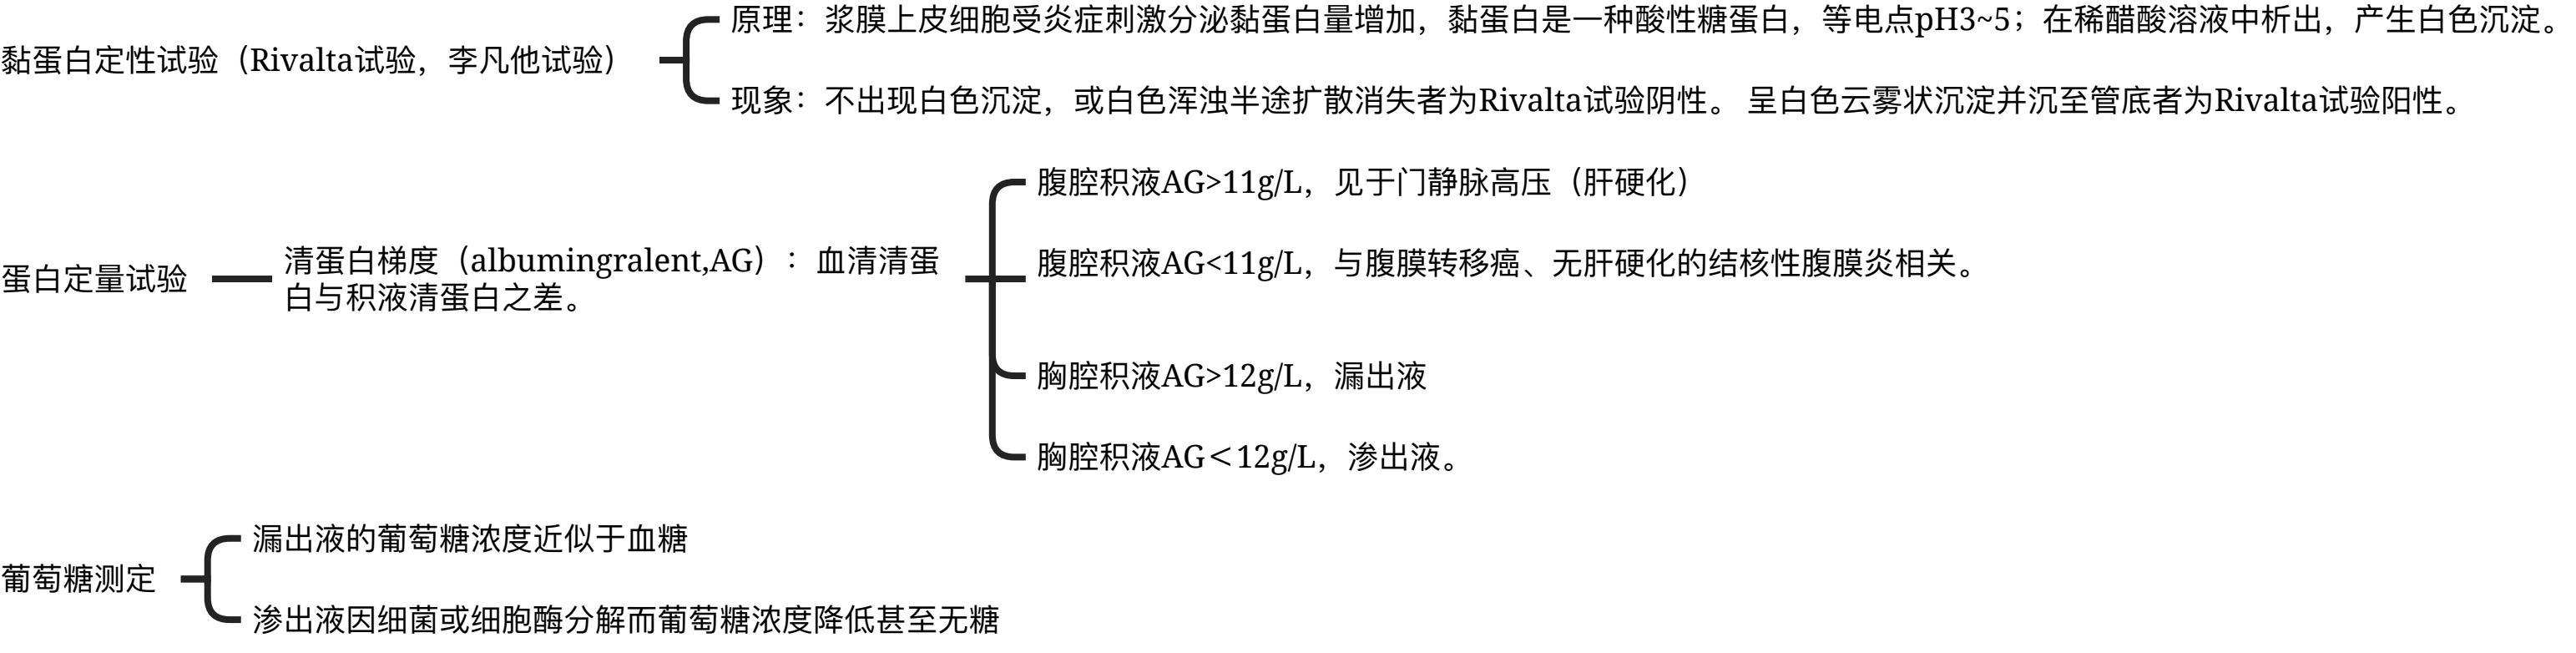 黏蛋白定性试验（Rivalta试验，李凡他试验）
原理：浆膜上皮细胞受炎症刺激分泌黏蛋白量增加，黏蛋白是一种酸性糖蛋白，等电点pH3~5；在稀醋酸溶液中析出，产生白色沉淀。
现象：不出现白色沉淀，或白色浑浊半途扩散消失者为Rivalta试验阴性。 呈白色云雾状沉淀并沉至管底者为Rivalta试验阳性。
蛋白定量试验
清蛋白梯度（albumingralent,AG）：血清清蛋
白与积液清蛋白之差。
腹腔积液AG>11g/L，见于门静脉高压（肝硬化）
腹腔积液AG<11g/L，与腹膜转移癌、无肝硬化的结核性腹膜炎相关。
胸腔积液AG>12g/L，漏出液
胸腔积液AG＜12g/L，渗出液。
葡萄糖测定
漏出液的葡萄糖浓度近似于血糖
渗出液因细菌或细胞酶分解而葡萄糖浓度降低甚至无糖